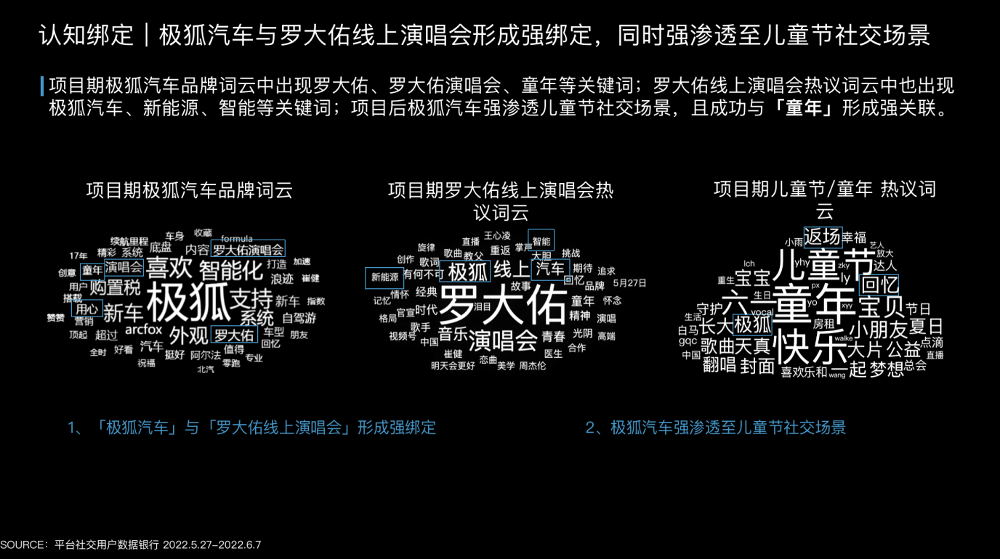 认知绑定｜极狐汽车与罗大佑线上演唱会形成强绑定，同时强渗透至儿童节社交场景
项目期极狐汽车品牌词云中出现罗大佑、罗大佑演唱会、童年等关键词；罗大佑线上演唱会热议词云中也出现
极狐汽车、新能源、智能等关键词；项目后极狐汽车强渗透儿童节社交场景，且成功与「童年」形成强关联。
项目期极狐汽车品牌词云
收藏
车身
formula
续航里程
底盘
内容
罗大佑演唱会
17年
精彩
系统
喜欢
智能化
打造
加速
创意
童年
演唱会
浪迹
崔健
用户
购置税
极狐
支持
新车
指数
搭载
用心
新车
系统
自驾游
赞赞
营销
arcfox
外观
罗大佑
车型
朋友
顶起
超过
汽车
值得
回忆
全时
好看
挺好
阿尔法
专业
祝福
零跑
北汽
项目期罗大佑线上演唱会热
议词云
王心凌
智能
直播
旋律
重返
掌声
歌曲
教父
大胆
挑战
创作
歌词
极狐
线上
汽车
期待
追求
新能源
有何不可
回忆
品牌
5月27日
情怀
经典
故事
记忆
罗大佑
童年
怀念
官宣
时代
泪目
精神
演唱
格局
歌手
音乐
演唱会
青春
光阴
高端
视频号
中国
合作
崔健
恋曲
医生
明天会更好
美学
周杰伦
项目期儿童节/童年 热议词
云
返场
幸福
小雨
艺人
放大
lch
儿童节
yhy
zky
达人
重生
宝宝
ly
回忆
px
六一
生日
童年
yo
xyy
宝贝
节日
守护
vocal
生活
长大
极狐
房租
小朋友
夏日
白马
gqc
歌曲
天真
快乐
walke
大片
公益
点滴
中国
直播
翻唱
封面
喜欢
乐和
wang
一起
梦想
总会
1、「极狐汽车」与「罗大佑线上演唱会」形成强绑定
2、极狐汽车强渗透至儿童节社交场景
SOURCE：平台社交用户数据银行 2022.5.27-2022.6.7